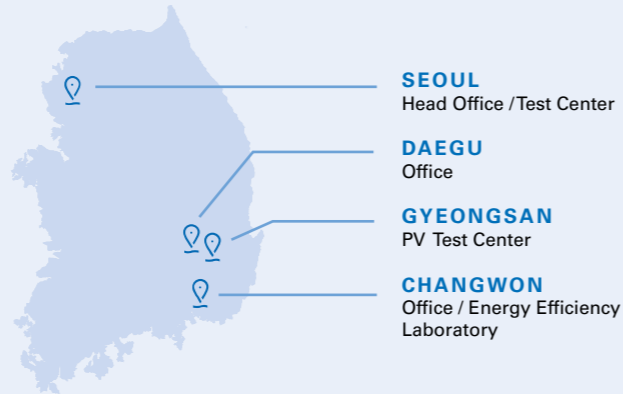 SEOUL
Head Office / Test Center
DAEGU
Office
GYEONGSAN
PV Test Center
CHANGWON
Office / Energy Efficiency
Laboratory